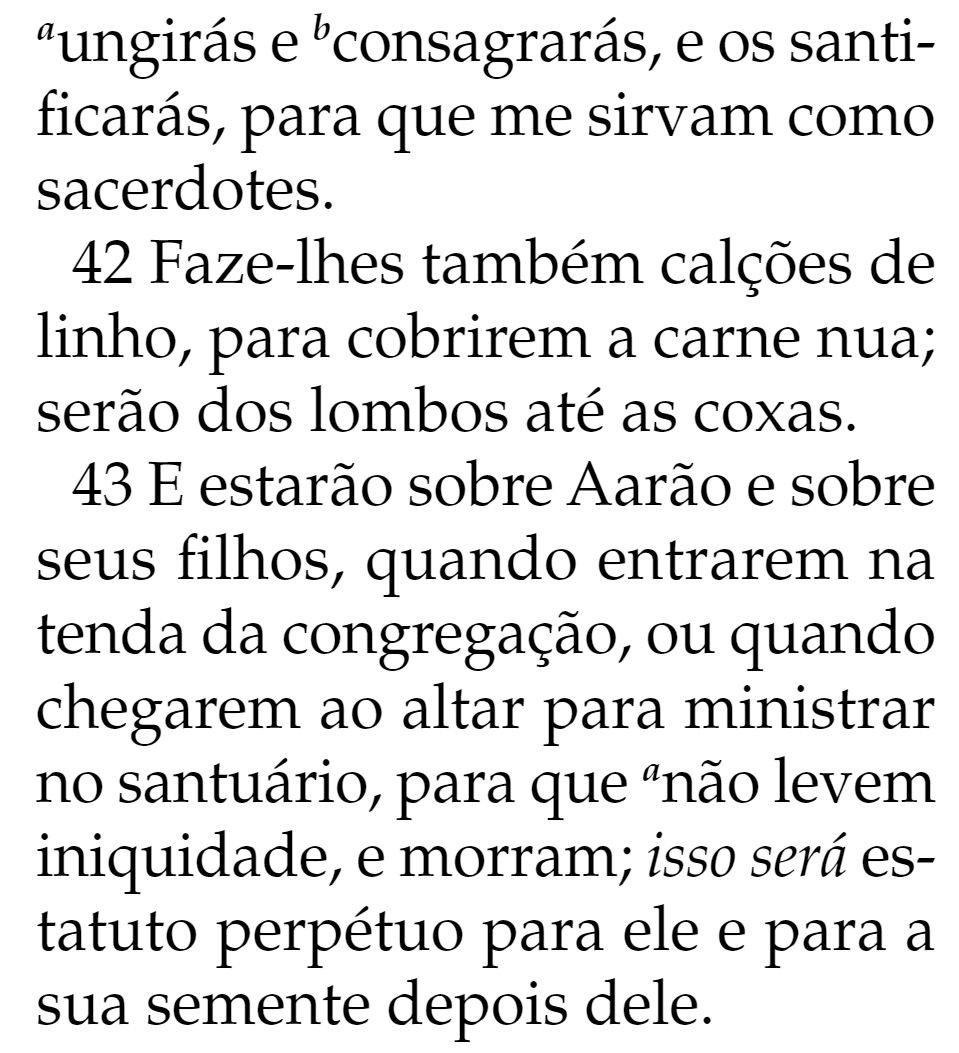 ᵃungirás e ᵇconsagrarás, e os santi-
ficarás, para que me sirvam como
sacerdotes.
42 Faze-lhes também calções de
linho, para cobrirem a carne nua;
serão dos lombos até as coxas.
43 E estarão sobre Aarão e sobre
seus filhos, quando entrarem na
tenda da congregação, ou quando
chegarem ao altar para ministrar
no santuário, para que ᵃnão levem
iniquidade, e morram; isso será es-
tatuto perpétuo para ele e para a
sua semente depois dele.